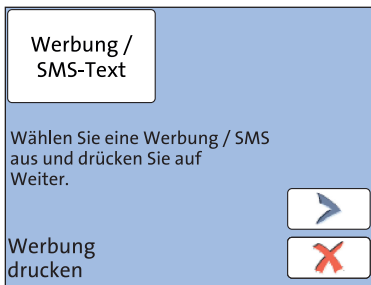 Werbung /
SMS-Text
Wählen Sie eine Werbung / SMS
aus und drücken Sie auf
Weiter.
Werbung
drucken